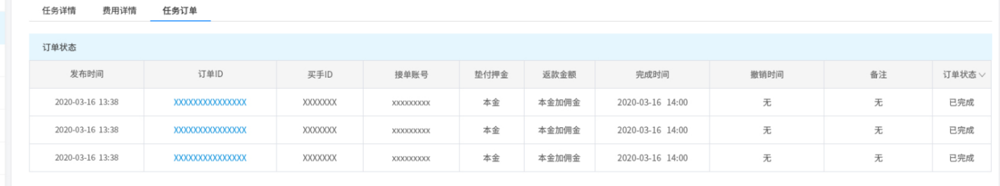 任务详情 费用详情 任务订单
订单状态
发布时间 订单ID 买手ID 接单账号 垫付押金 返款金额 完成时间 撤销时间 备注 订单状态
2020-03-16 13:38 XXXXXXXXXXXXXXX XXXXXXX xxxxxxxxx 本金 本金加佣金 2020-03-16 14:00 无 无 已完成
2020-03-16 13:38 XXXXXXXXXXXXXXX XXXXXXX xxxxxxxxx 本金 本金加佣金 2020-03-16 14:00 无 无 已完成
2020-03-16 13:38 XXXXXXXXXXXXXXX XXXXXXX xxxxxxxxx 本金 本金加佣金 2020-03-16 14:00 无 无 已完成